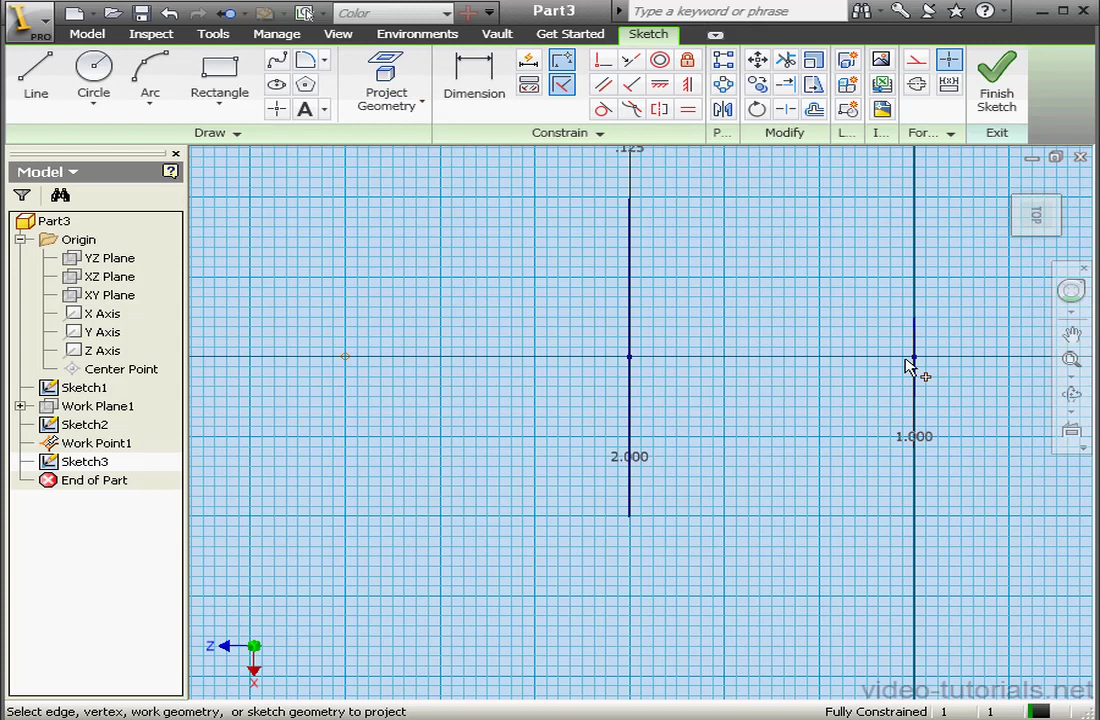 PRO
Color
Part3
Type a keyword or phrase
Model Inspect Tools Manage View Environments Vault Get Started Sketch
Line Circle Arc Rectangle A Project Geometry Dimension Finish Sketch
Draw Constrain P... Modify L... I... For... Exit
Model
Part3
Origin
YZ Plane
XZ Plane
XY Plane
X Axis
Y Axis
Z Axis
Center Point
Sketch1
Work Plane1
Sketch2
Work Point1
Sketch3
End of Part
.125
TOP
1.000
2.000
Z
X
video-tutorials.net
Select edge, vertex, work geometry, or sketch geometry to project
Fully Constrained 1 1